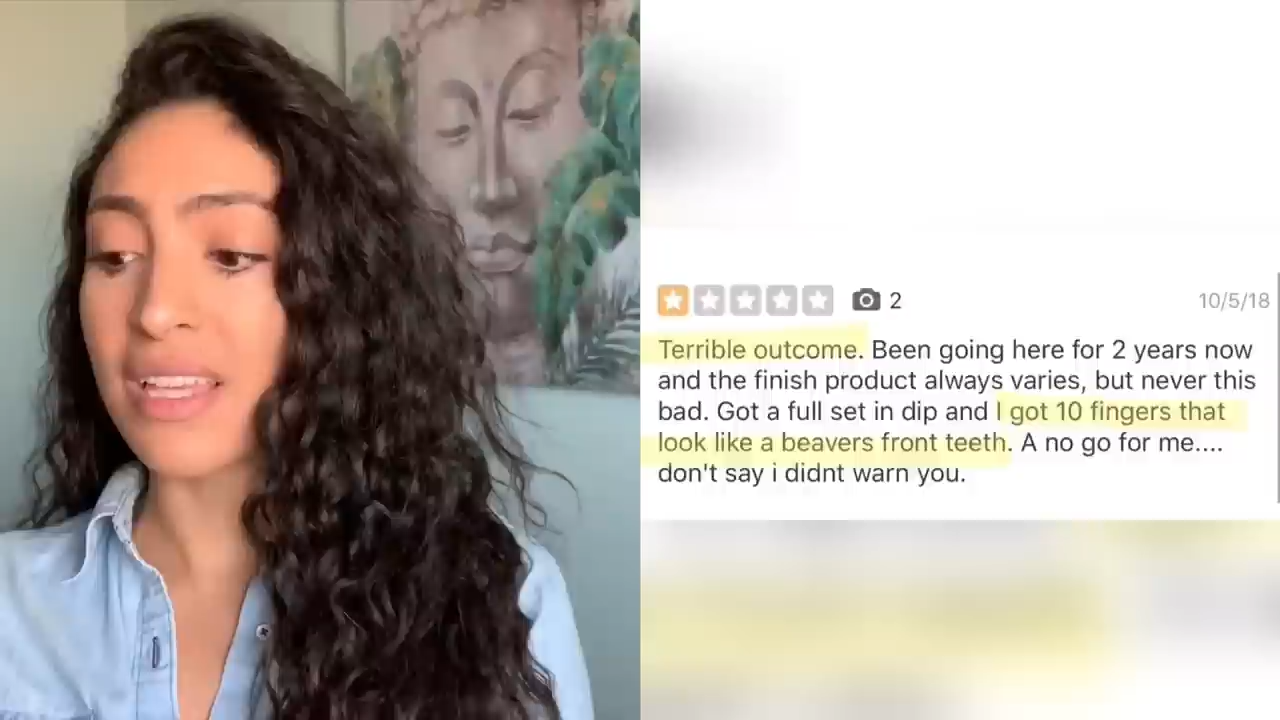 2
10/5/18
Terrible outcome. Been going here for 2 years now
and the finish product always varies, but never this
bad. Got a full set in dip and I got 10 fingers that
look like a beavers front teeth. A no go for me....
don't say i didnt warn you.